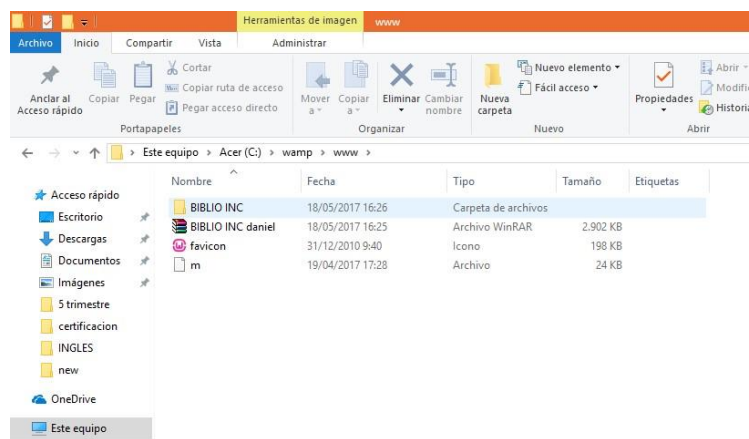 Herramientas de imagen www
Archivo Inicio Compartir Vista Administrar
Anclar al Acceso rápido
Copiar
Pegar
Cortar
Copiar ruta de acceso
Pegar acceso directo
Portapapeles
Mover a
Copiar a
Eliminar
Cambiar nombre
Organizar
Nueva carpeta
Nuevo elemento
Fácil acceso
Nuevo
Propiedades
Abrir
Modific
Historia
Abrir
Este equipo > Acer (C:) > wamp > www >
Acceso rápido
Escritorio
Descargas
Documentos
Imágenes
5 trimestre
certificacion
INGLES
new
OneDrive
Este equipo
Nombre Fecha Tipo Tamaño Etiquetas
BIBLIO INC 18/05/2017 16:26 Carpeta de archivos
BIBLIO INC daniel 18/05/2017 16:25 Archivo WinRAR 2.902 KB
favicon 31/12/2010 9:40 Icono 198 KB
m 19/04/2017 17:28 Archivo 24 KB